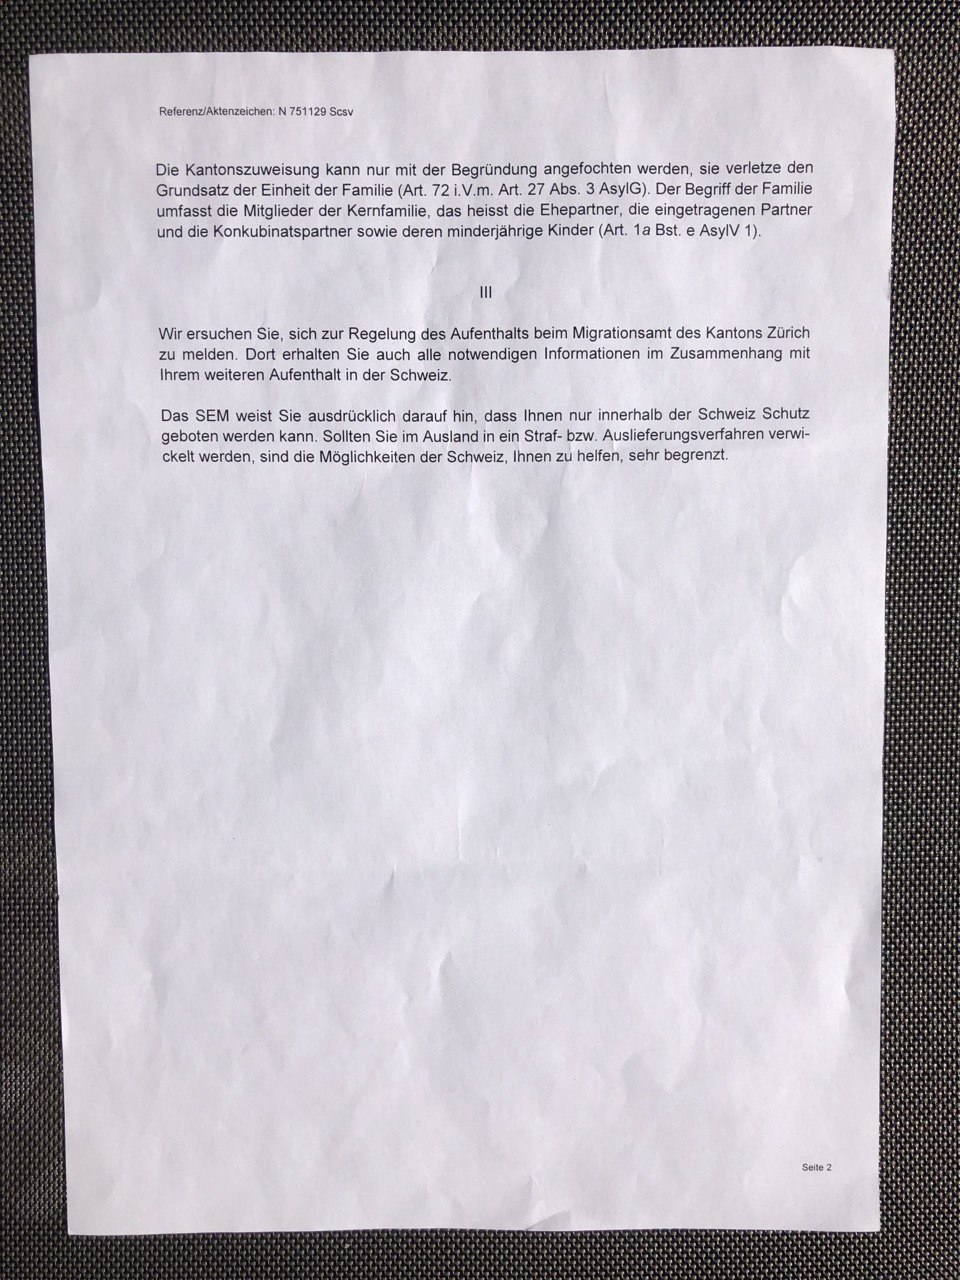 Referenz/Aktenzeichen: N 751129 Scsv
Die Kantonszuweisung kann nur mit der Begründung angefochten werden, sie verletze den
Grundsatz der Einheit der Familie (Art. 72 i.V.m. Art. 27 Abs. 3 AsylG). Der Begriff der Familie
umfasst die Mitglieder der Kernfamilie, das heisst die Ehepartner, die eingetragenen Partner
und die Konkubinatspartner sowie deren minderjährige Kinder (Art. 1a Bst. e AsylV 1).
III
Wir ersuchen Sie, sich zur Regelung des Aufenthalts beim Migrationsamt des Kantons Zürich
zu melden. Dort erhalten Sie auch alle notwendigen Informationen im Zusammenhang mit
Ihrem weiteren Aufenthalt in der Schweiz.
Das SEM weist Sie ausdrücklich darauf hin, dass Ihnen nur innerhalb der Schweiz Schutz
geboten werden kann. Sollten Sie im Ausland in ein Straf- bzw. Auslieferungsverfahren verwi-
ckelt werden, sind die Möglichkeiten der Schweiz, Ihnen zu helfen, sehr begrenzt.
Seite 2